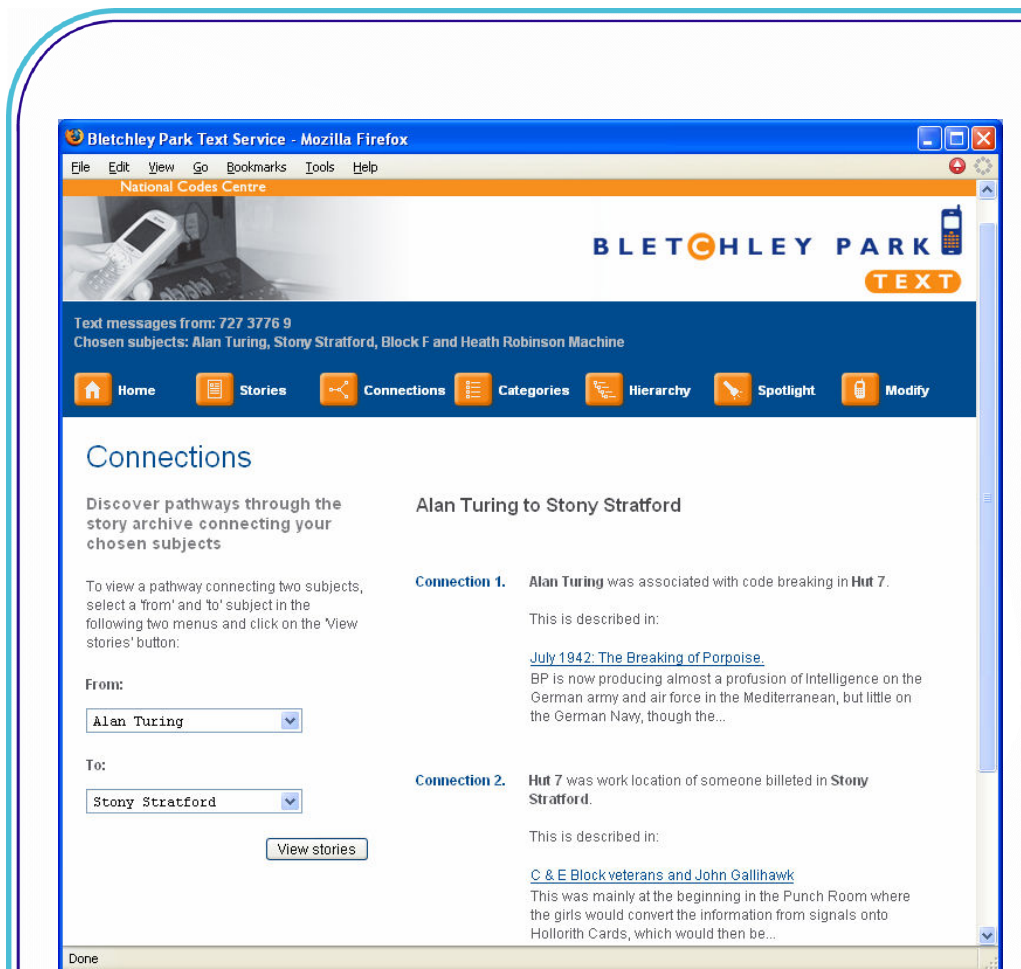 Bletchley Park Text Service - Mozilla Firefox
File Edit View Go Bookmarks Tools Help
National Codes Centre
BLETCHLEY PARK
TEXT
Text messages from: 727 3776 9
Chosen subjects: Alan Turing, Stony Stratford, Block F and Heath Robinson Machine
Home Stories Connections Categories Hierarchy Spotlight Modify
Connections
Discover pathways through the
story archive connecting your
chosen subjects
To view a pathway connecting two subjects,
select a 'from' and 'to' subject in the
following two menus and click on the 'View
stories' button:
From:
Alan Turing
To:
Stony Stratford
View stories
Alan Turing to Stony Stratford
Connection 1. Alan Turing was associated with code breaking in Hut 7.
This is described in:
July 1942: The Breaking of Porpoise.
BP is now producing almost a profusion of Intelligence on the
German army and air force in the Mediterranean, but little on
the German Navy, though the...
Connection 2. Hut 7 was work location of someone billeted in Stony
Stratford.
This is described in:
C & E Block veterans and John Gallihawk
This was mainly at the beginning in the Punch Room where
the girls would convert the information from signals onto
Hollorith Cards, which would then be...
Done